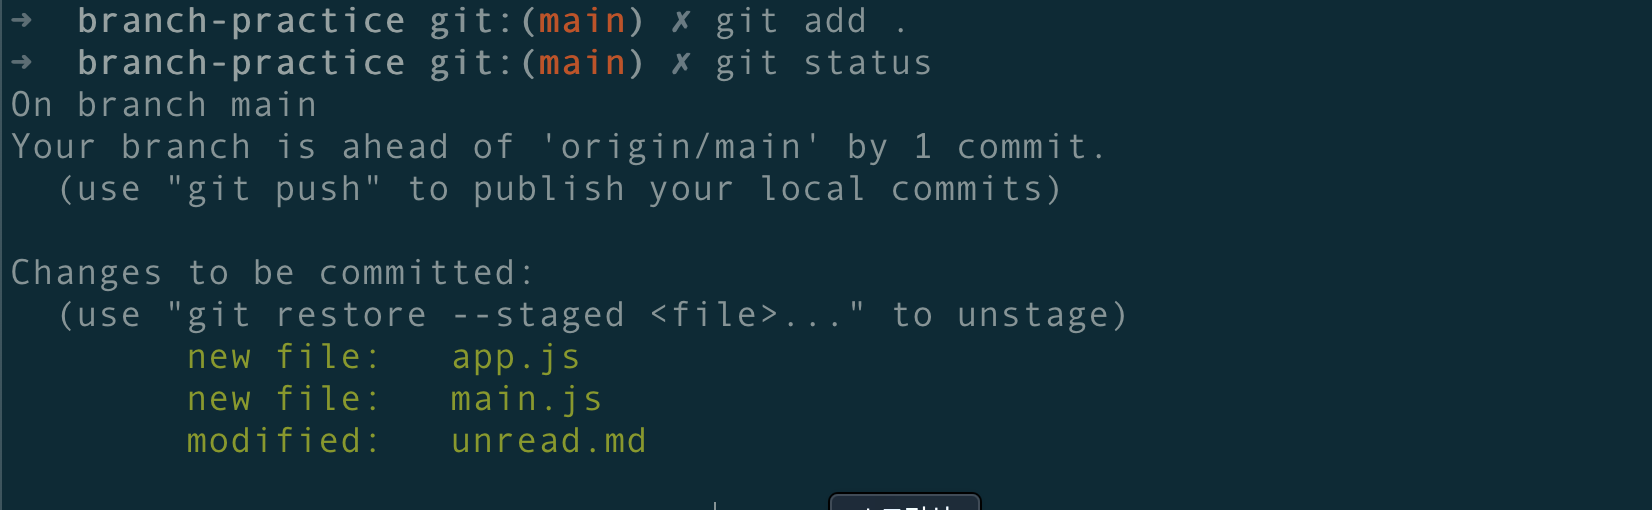 ➜  branch-practice git:(main) ✗ git add .
➜  branch-practice git:(main) ✗ git status
On branch main
Your branch is ahead of 'origin/main' by 1 commit.
  (use "git push" to publish your local commits)

Changes to be committed:
  (use "git restore --staged <file>..." to unstage)
        new file:   app.js
        new file:   main.js
        modified:   unread.md